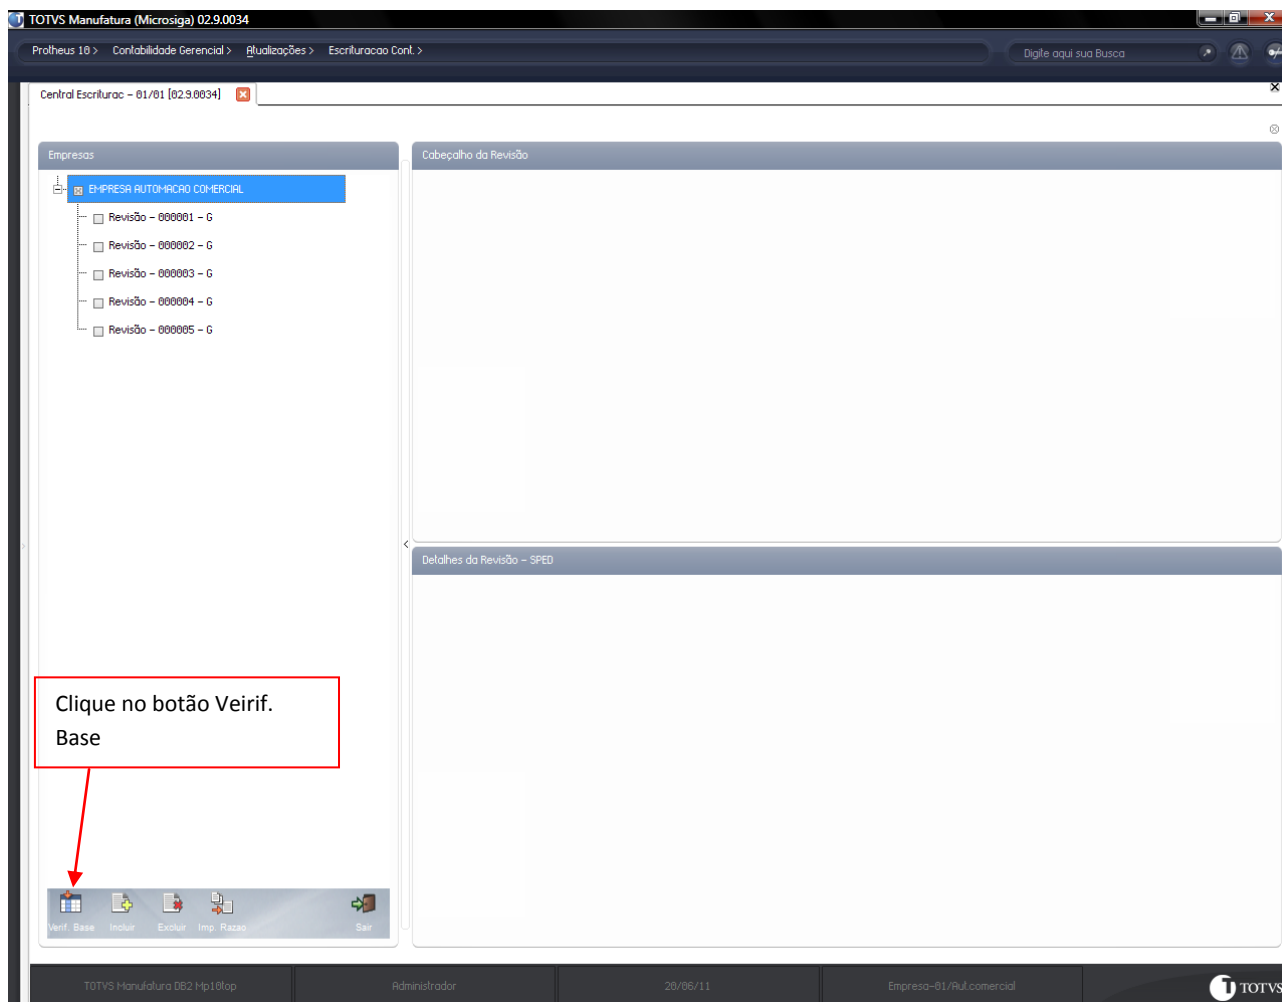 TOTVS Manufatura (Microsiga) 02.9.0034
Protheus 10 > Contabilidade Gerencial > Atualizações > Escrituracao Cont. >
Digite aqui sua Busca
Central Escriturac - 01/01 [02.9.0034]
Empresas
Cabeçalho da Revisão
EMPRESA AUTOMACAO COMERCIAL
Revisão - 000001 - G
Revisão - 000002 - G
Revisão - 000003 - G
Revisão - 000004 - G
Revisão - 000005 - G
Detalhes da Revisão - SPED
Clique no botão Veirif.
Base
Verif. Base Incluir Excluir Imp. Razao Sair
TOTVS Manufatura DB2 Mp10top Administrador 20/06/11 Empresa-01/Aut.comercial TOTVS